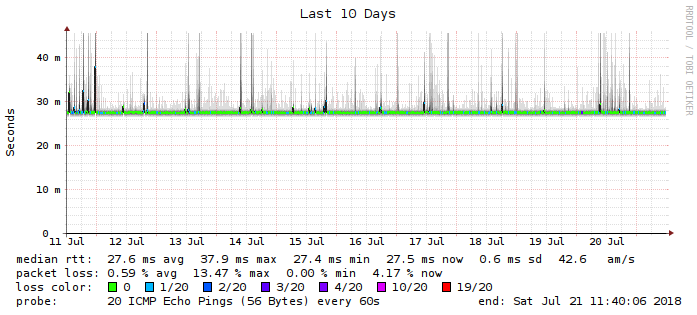 Last 10 Days
RRDTOOL / TOBI OETIKER
Seconds
40 m
30 m
20 m
10 m
0
11 Jul 12 Jul 13 Jul 14 Jul 15 Jul 16 Jul 17 Jul 18 Jul 19 Jul 20 Jul
median rtt: 27.6 ms avg 37.9 ms max 27.4 ms min 27.5 ms now 0.6 ms sd 42.6 am/s
packet loss: 0.59 % avg 13.47 % max 0.00 % min 4.17 % now
loss color: 0 1/20 2/20 3/20 4/20 10/20 19/20
probe: 20 ICMP Echo Pings (56 Bytes) every 60s end: Sat Jul 21 11:40:06 2018